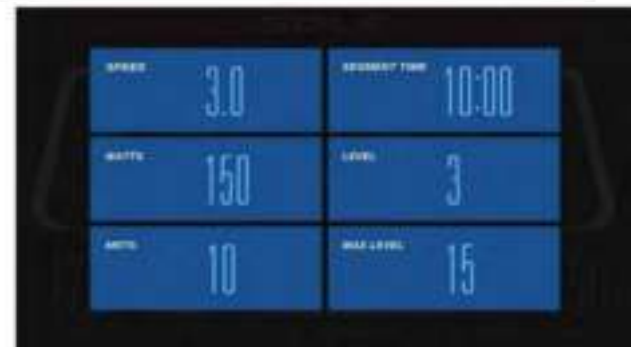 SPEED
3.0
SEGMENT TIME
10:00
WATTS
150
LEVEL
3
METS
10
MAX LEVEL
15